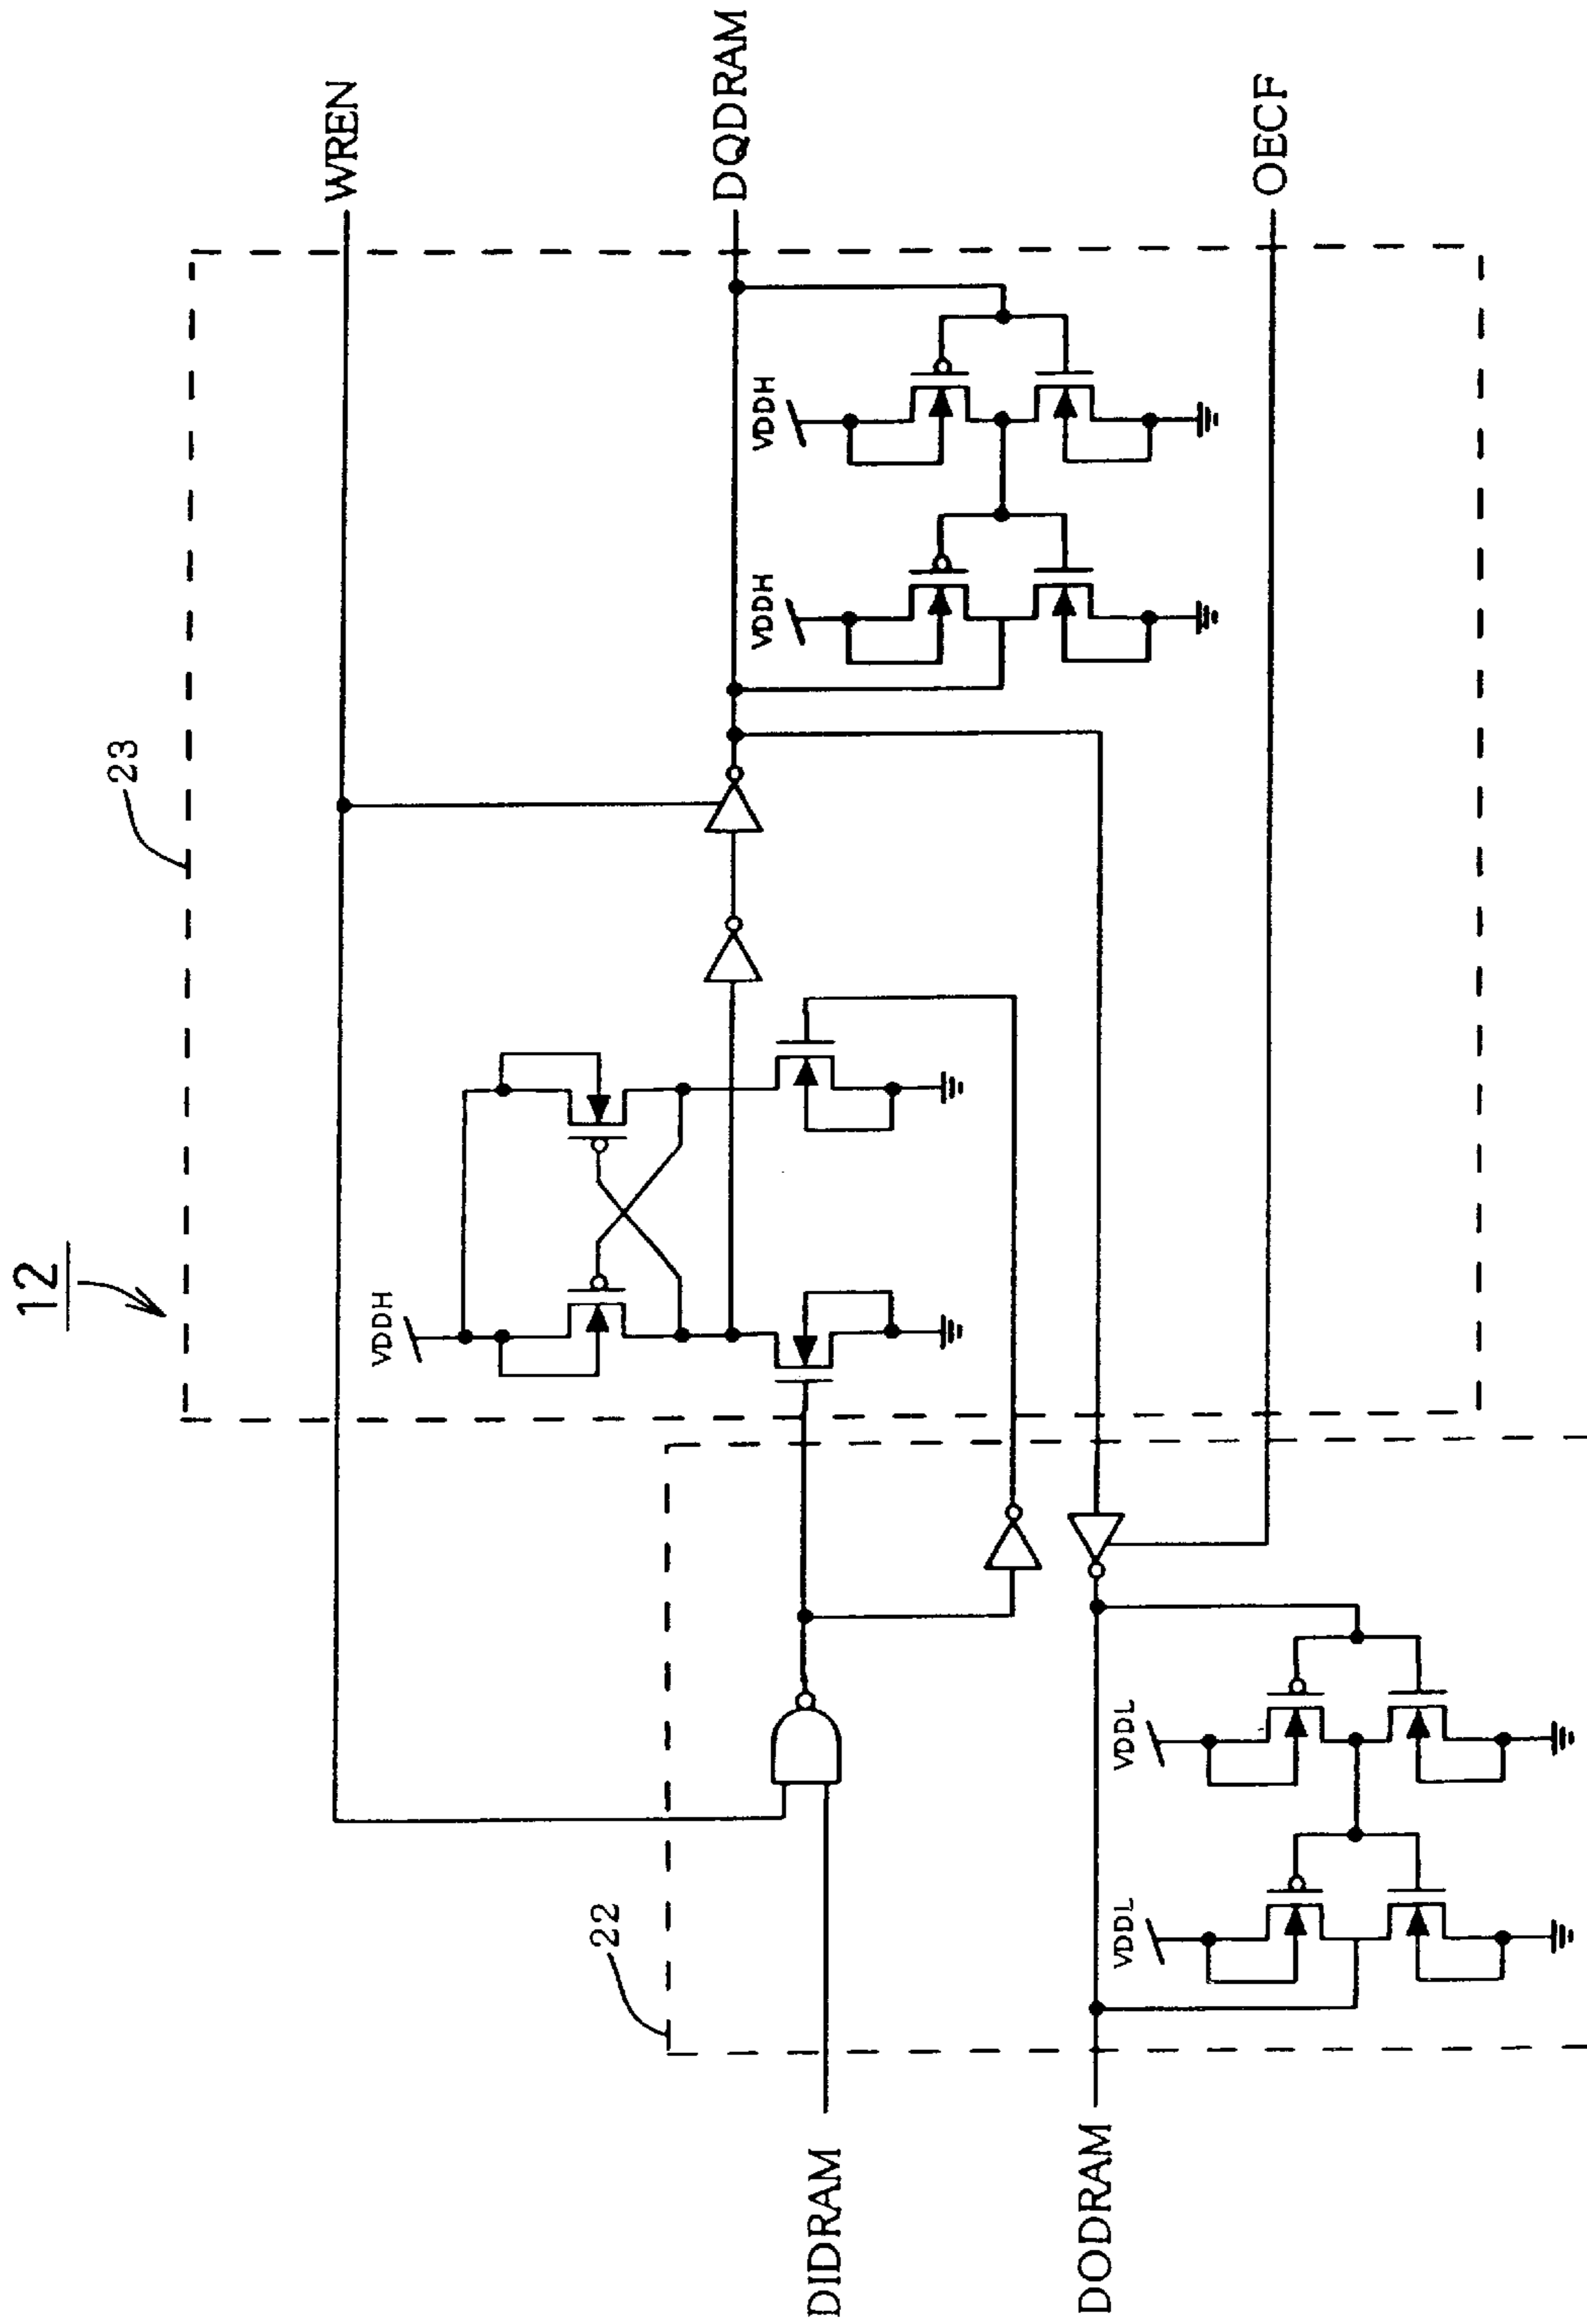 12
23
WREN
VDDH
DQDRAM
VDDH
VDDH
22
DIDRAM
DODRAM
VDDL
VDDL
OECF